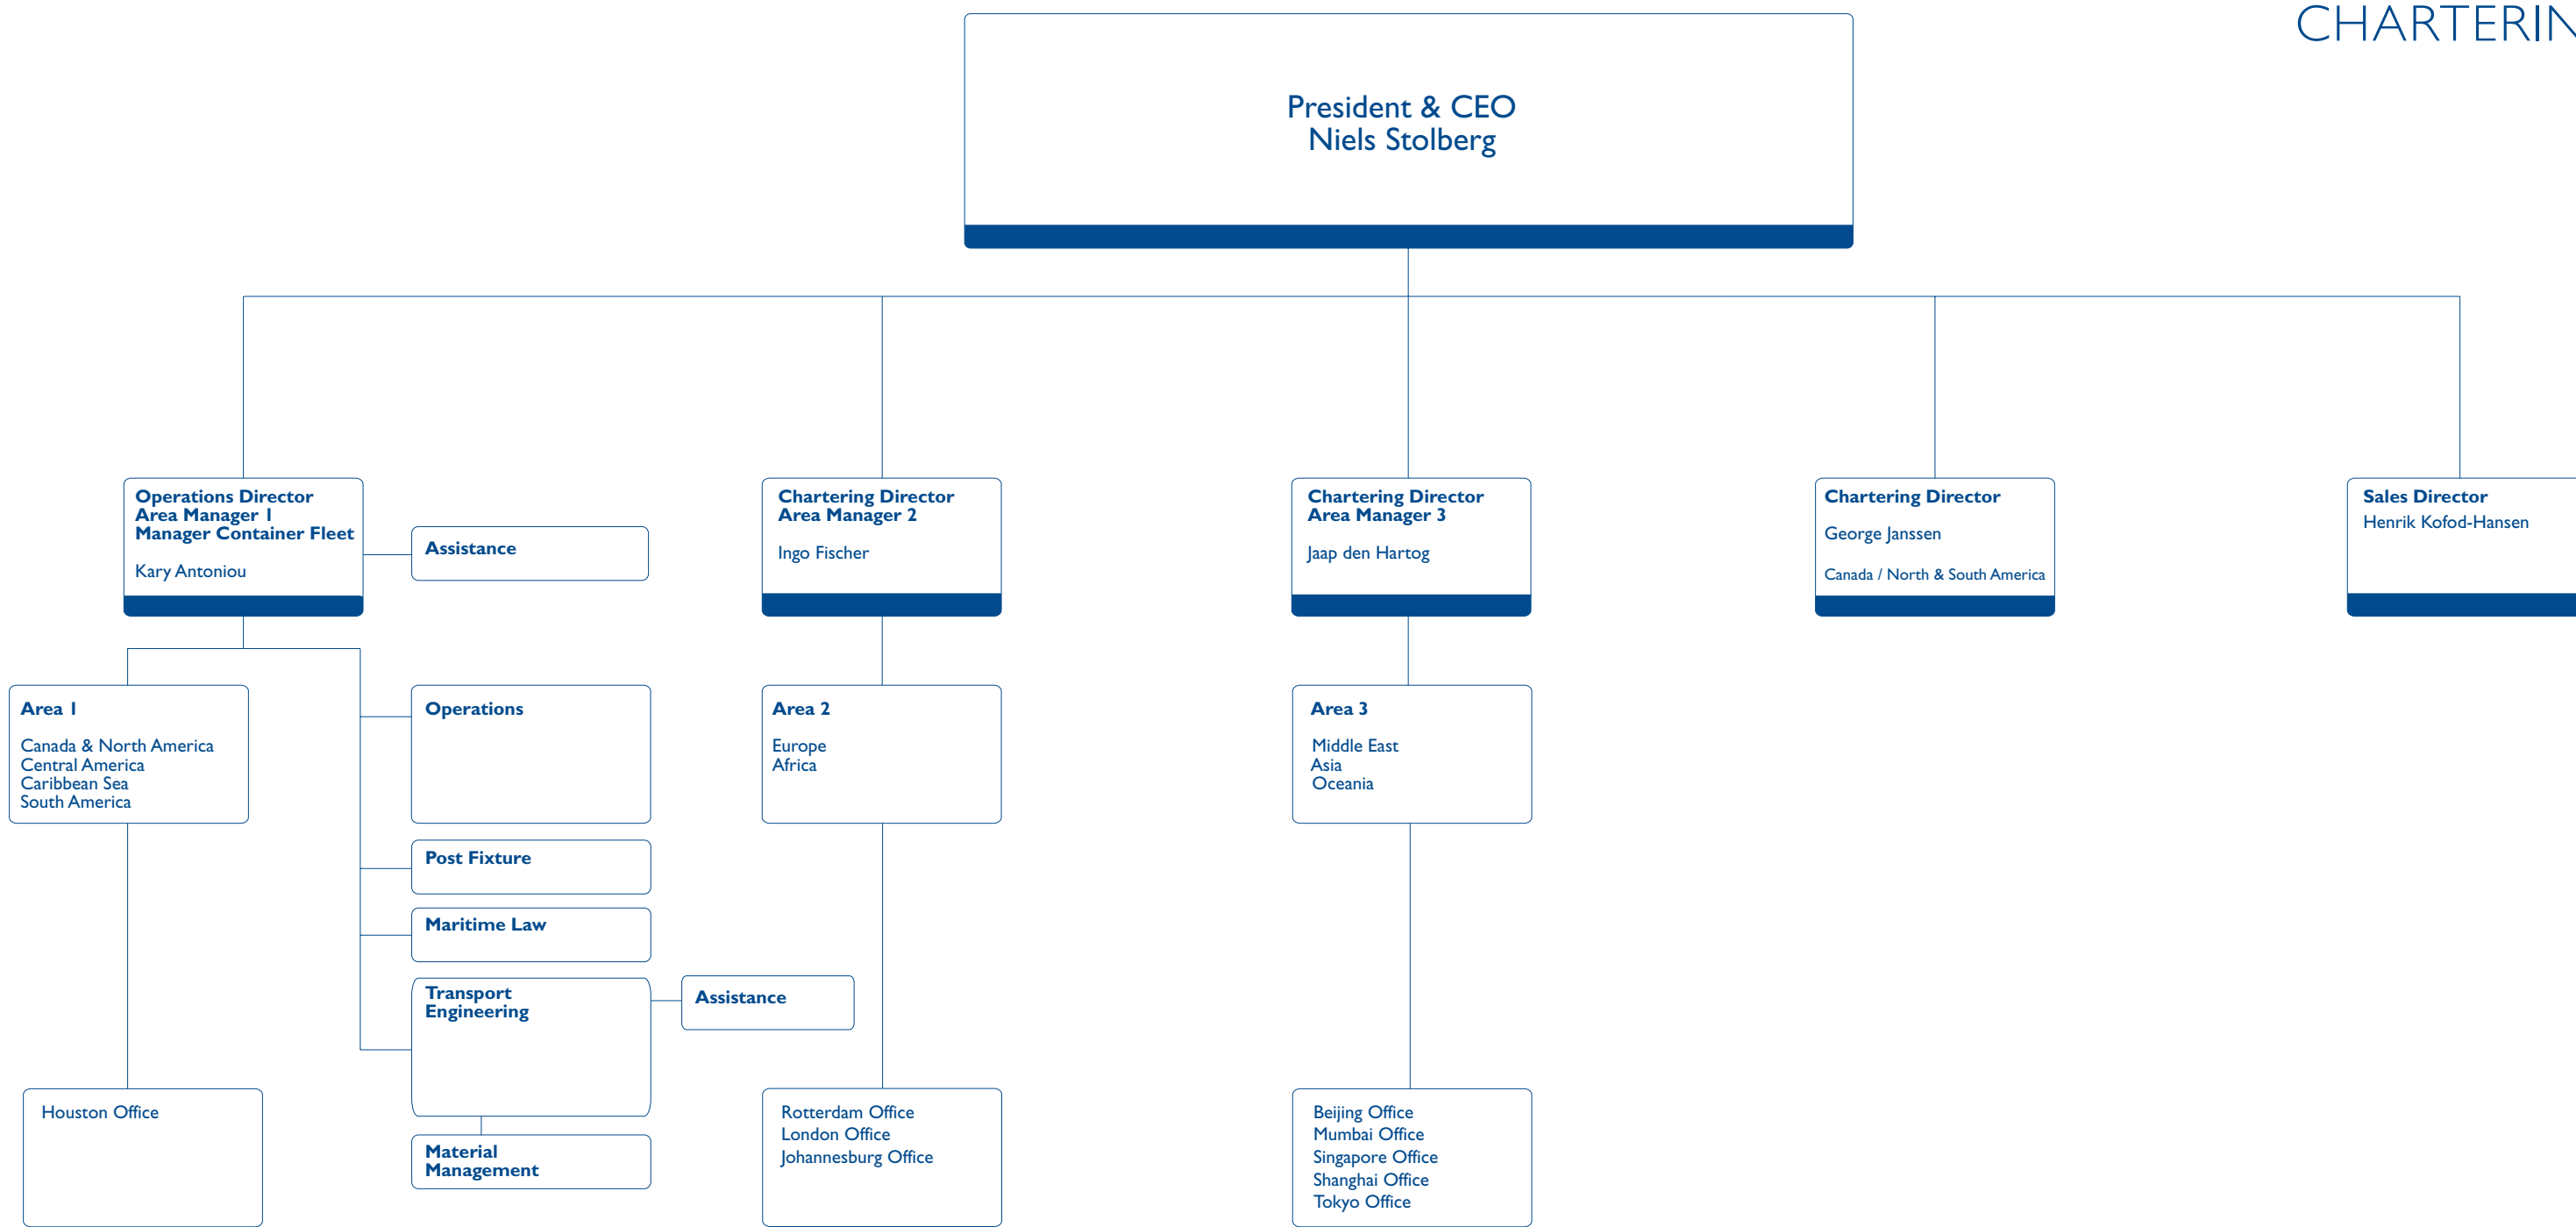 CHARTERIN
President & CEO
Niels Stolberg
Operations Director
Area Manager 1
Manager Container Fleet
Kary Antoniou
Assistance
Chartering Director
Area Manager 2
Ingo Fischer
Chartering Director
Area Manager 3
Jaap den Hartog
Chartering Director
George Janssen
Canada / North & South America
Sales Director
Henrik Kofod-Hansen
Area 1
Canada & North America
Central America
Caribbean Sea
South America
Operations
Post Fixture
Maritime Law
Transport
Engineering
Assistance
Material
Management
Area 2
Europe
Africa
Area 3
Middle East
Asia
Oceania
Houston Office
Rotterdam Office
London Office
Johannesburg Office
Beijing Office
Mumbai Office
Singapore Office
Shanghai Office
Tokyo Office